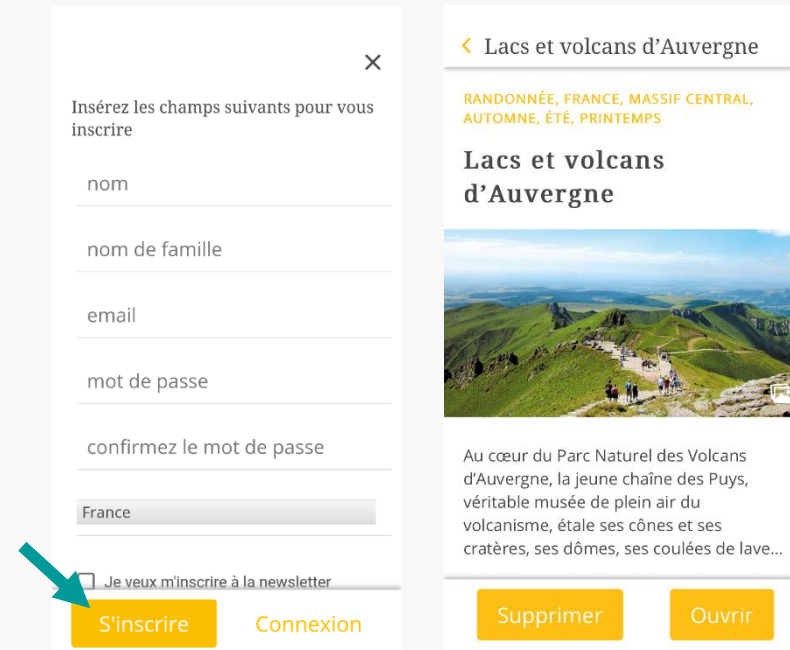 Insérez les champs suivants pour vous
inscrire
nom
nom de famille
email
mot de passe
confirmez le mot de passe
France
Je veux m'inscrire à la newsletter
S'inscrire
Connexion
Lacs et volcans d’Auvergne
RANDONNÉE, FRANCE, MASSIF CENTRAL,
AUTOMNE, ÉTÉ, PRINTEMPS
Lacs et volcans
d’Auvergne
Au cœur du Parc Naturel des Volcans
d’Auvergne, la jeune chaîne des Puys,
véritable musée de plein air du
volcanisme, étale ses cônes et ses
cratères, ses dômes, ses coulées de lave...
Supprimer
Ouvrir